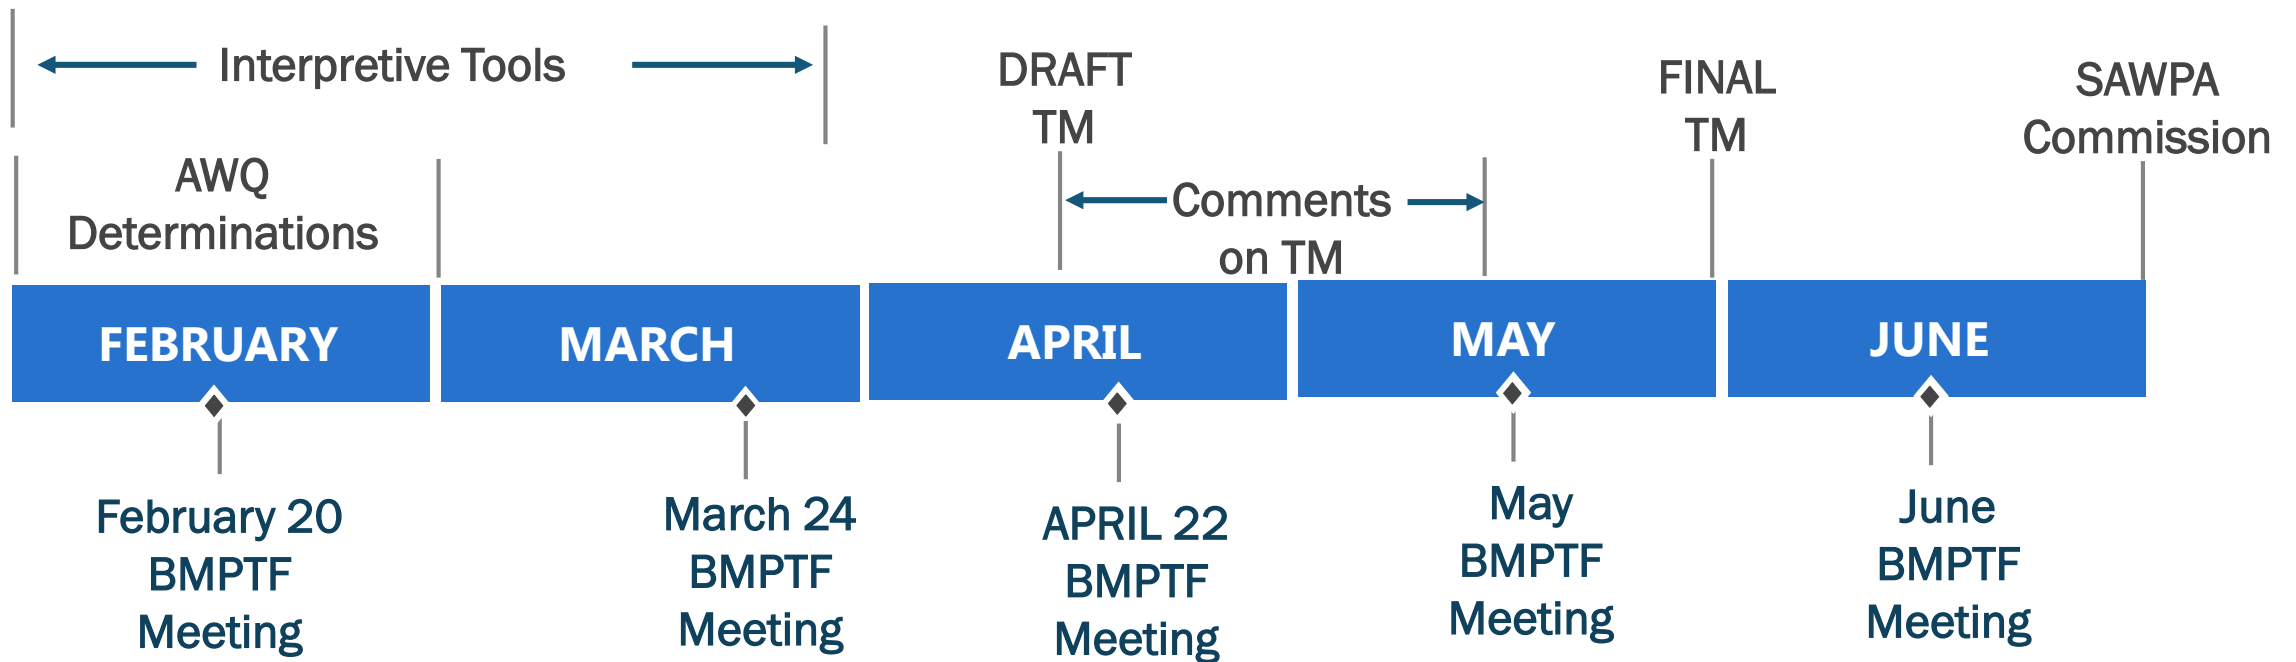 Interpretive Tools
DRAFT
TM
FINAL
TM
SAWPA
Commission
AWQ
Determinations
Comments
on TM
FEBRUARY
MARCH
APRIL
MAY
JUNE
February 20
BMPTF
Meeting
March 24
BMPTF
Meeting
APRIL 22
BMPTF
Meeting
May
BMPTF
Meeting
June
BMPTF
Meeting